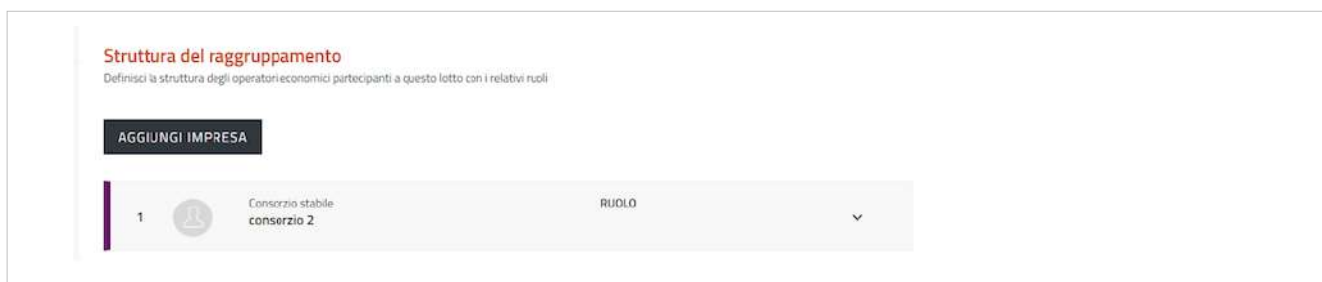 Struttura del raggruppamento
Definisci la struttura degli operatori economici partecipanti a questo lotto con i relativi ruoli
AGGIUNGI IMPRESA
1
Consorzio stabile
consorzio 2
RUOLO